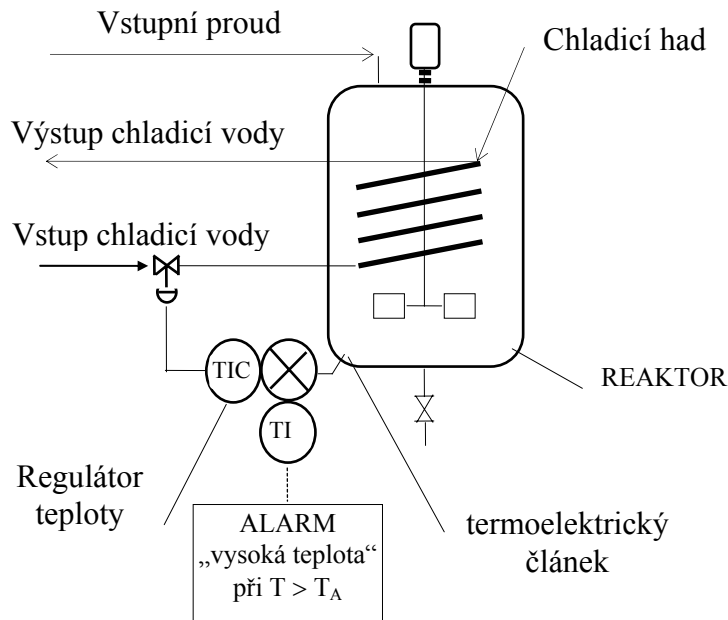 Vstupní proud
Chladicí had
Výstup chladicí vody
Vstup chladicí vody
TIC
TI
REAKTOR
Regulátor
teploty
ALARM
„vysoká teplota“
při T > T_A
termoelektrický
článek